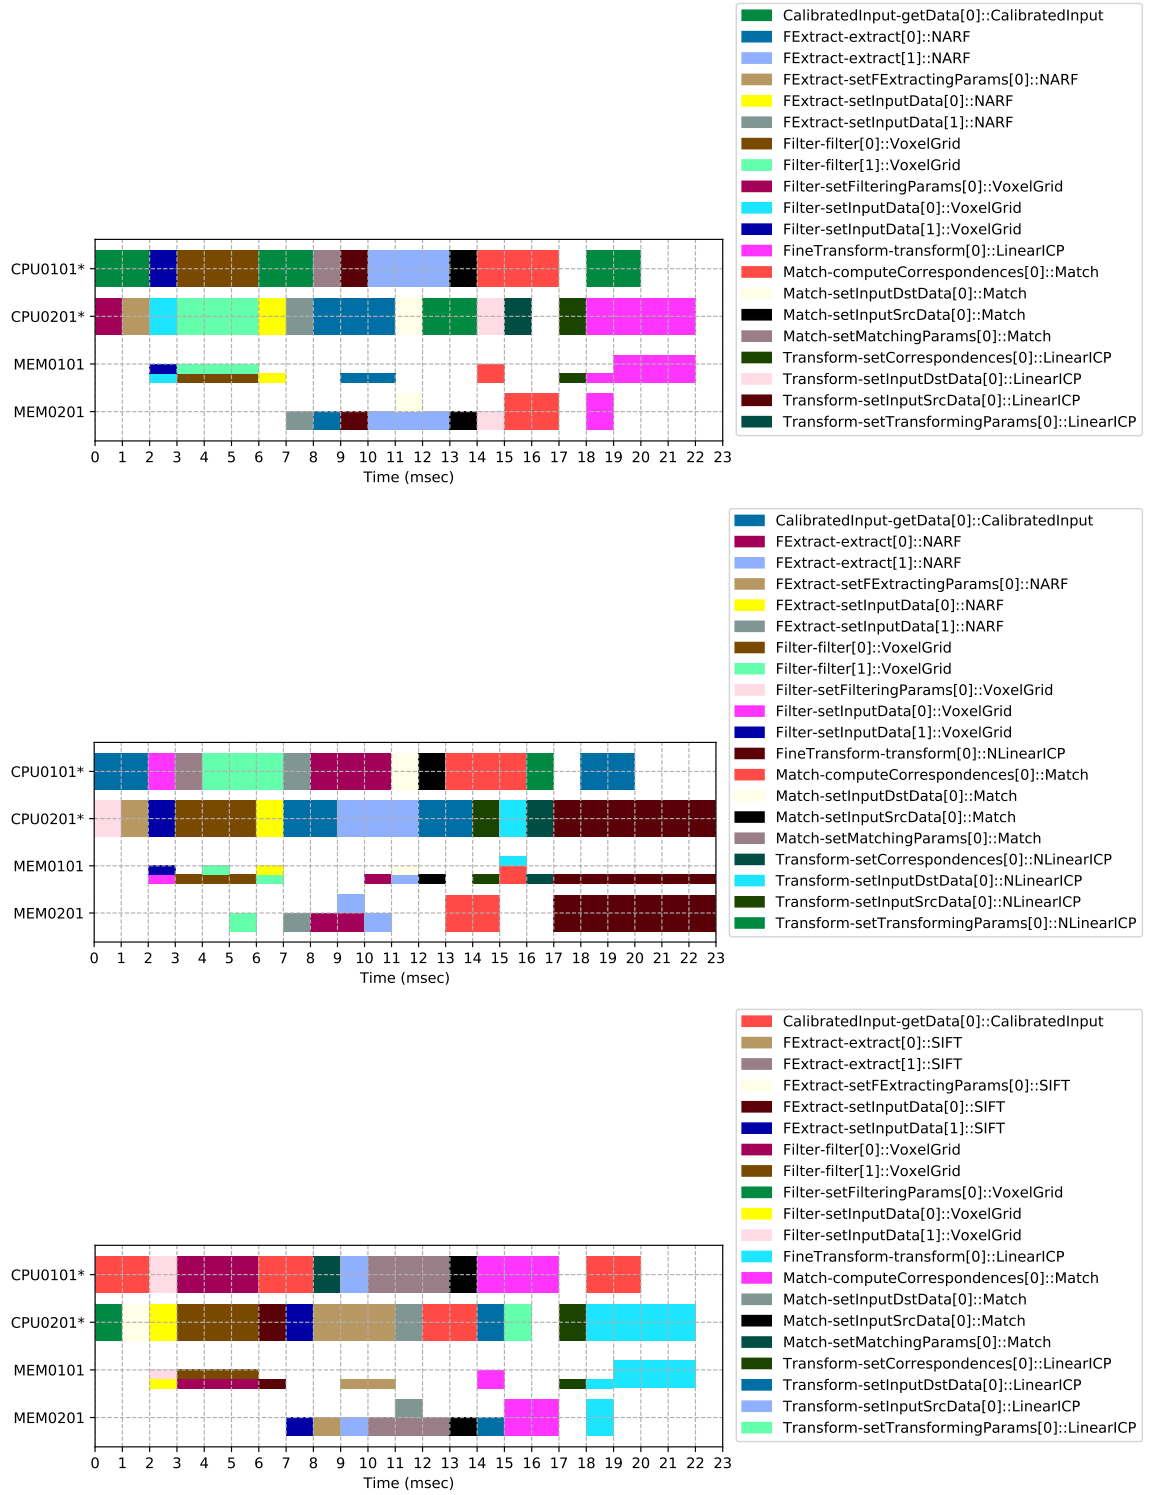 CalibratedInput-getData[0]::CalibratedInput
FExtract-extract[0]::NARF
FExtract-extract[1]::NARF
FExtract-setFExtractingParams[0]::NARF
FExtract-setInputData[0]::NARF
FExtract-setInputData[1]::NARF
Filter-filter[0]::VoxelGrid
Filter-filter[1]::VoxelGrid
Filter-setFilteringParams[0]::VoxelGrid
Filter-setInputData[0]::VoxelGrid
Filter-setInputData[1]::VoxelGrid
FineTransform-transform[0]::LinearICP
Match-computeCorrespondences[0]::Match
Match-setInputDstData[0]::Match
Match-setInputSrcData[0]::Match
Match-setMatchingParams[0]::Match
Transform-setCorrespondences[0]::LinearICP
Transform-setInputDstData[0]::LinearICP
Transform-setInputSrcData[0]::LinearICP
Transform-setTransformingParams[0]::LinearICP
CPU0101*
CPU0201*
MEM0101
MEM0201
0 1 2 3 4 5 6 7 8 9 10 11 12 13 14 15 16 17 18 19 20 21 22 23
Time (msec)
CalibratedInput-getData[0]::CalibratedInput
FExtract-extract[0]::NARF
FExtract-extract[1]::NARF
FExtract-setFExtractingParams[0]::NARF
FExtract-setInputData[0]::NARF
FExtract-setInputData[1]::NARF
Filter-filter[0]::VoxelGrid
Filter-filter[1]::VoxelGrid
Filter-setFilteringParams[0]::VoxelGrid
Filter-setInputData[0]::VoxelGrid
Filter-setInputData[1]::VoxelGrid
FineTransform-transform[0]::NLinearICP
Match-computeCorrespondences[0]::Match
Match-setInputDstData[0]::Match
Match-setInputSrcData[0]::Match
Match-setMatchingParams[0]::Match
Transform-setCorrespondences[0]::NLinearICP
Transform-setInputDstData[0]::NLinearICP
Transform-setInputSrcData[0]::NLinearICP
Transform-setTransformingParams[0]::NLinearICP
CPU0101*
CPU0201*
MEM0101
MEM0201
0 1 2 3 4 5 6 7 8 9 10 11 12 13 14 15 16 17 18 19 20 21 22 23
Time (msec)
CalibratedInput-getData[0]::CalibratedInput
FExtract-extract[0]::SIFT
FExtract-extract[1]::SIFT
FExtract-setFExtractingParams[0]::SIFT
FExtract-setInputData[0]::SIFT
FExtract-setInputData[1]::SIFT
Filter-filter[0]::VoxelGrid
Filter-filter[1]::VoxelGrid
Filter-setFilteringParams[0]::VoxelGrid
Filter-setInputData[0]::VoxelGrid
Filter-setInputData[1]::VoxelGrid
FineTransform-transform[0]::LinearICP
Match-computeCorrespondences[0]::Match
Match-setInputDstData[0]::Match
Match-setInputSrcData[0]::Match
Match-setMatchingParams[0]::Match
Transform-setCorrespondences[0]::LinearICP
Transform-setInputDstData[0]::LinearICP
Transform-setInputSrcData[0]::LinearICP
Transform-setTransformingParams[0]::LinearICP
CPU0101*
CPU0201*
MEM0101
MEM0201
0 1 2 3 4 5 6 7 8 9 10 11 12 13 14 15 16 17 18 19 20 21 22 23
Time (msec)